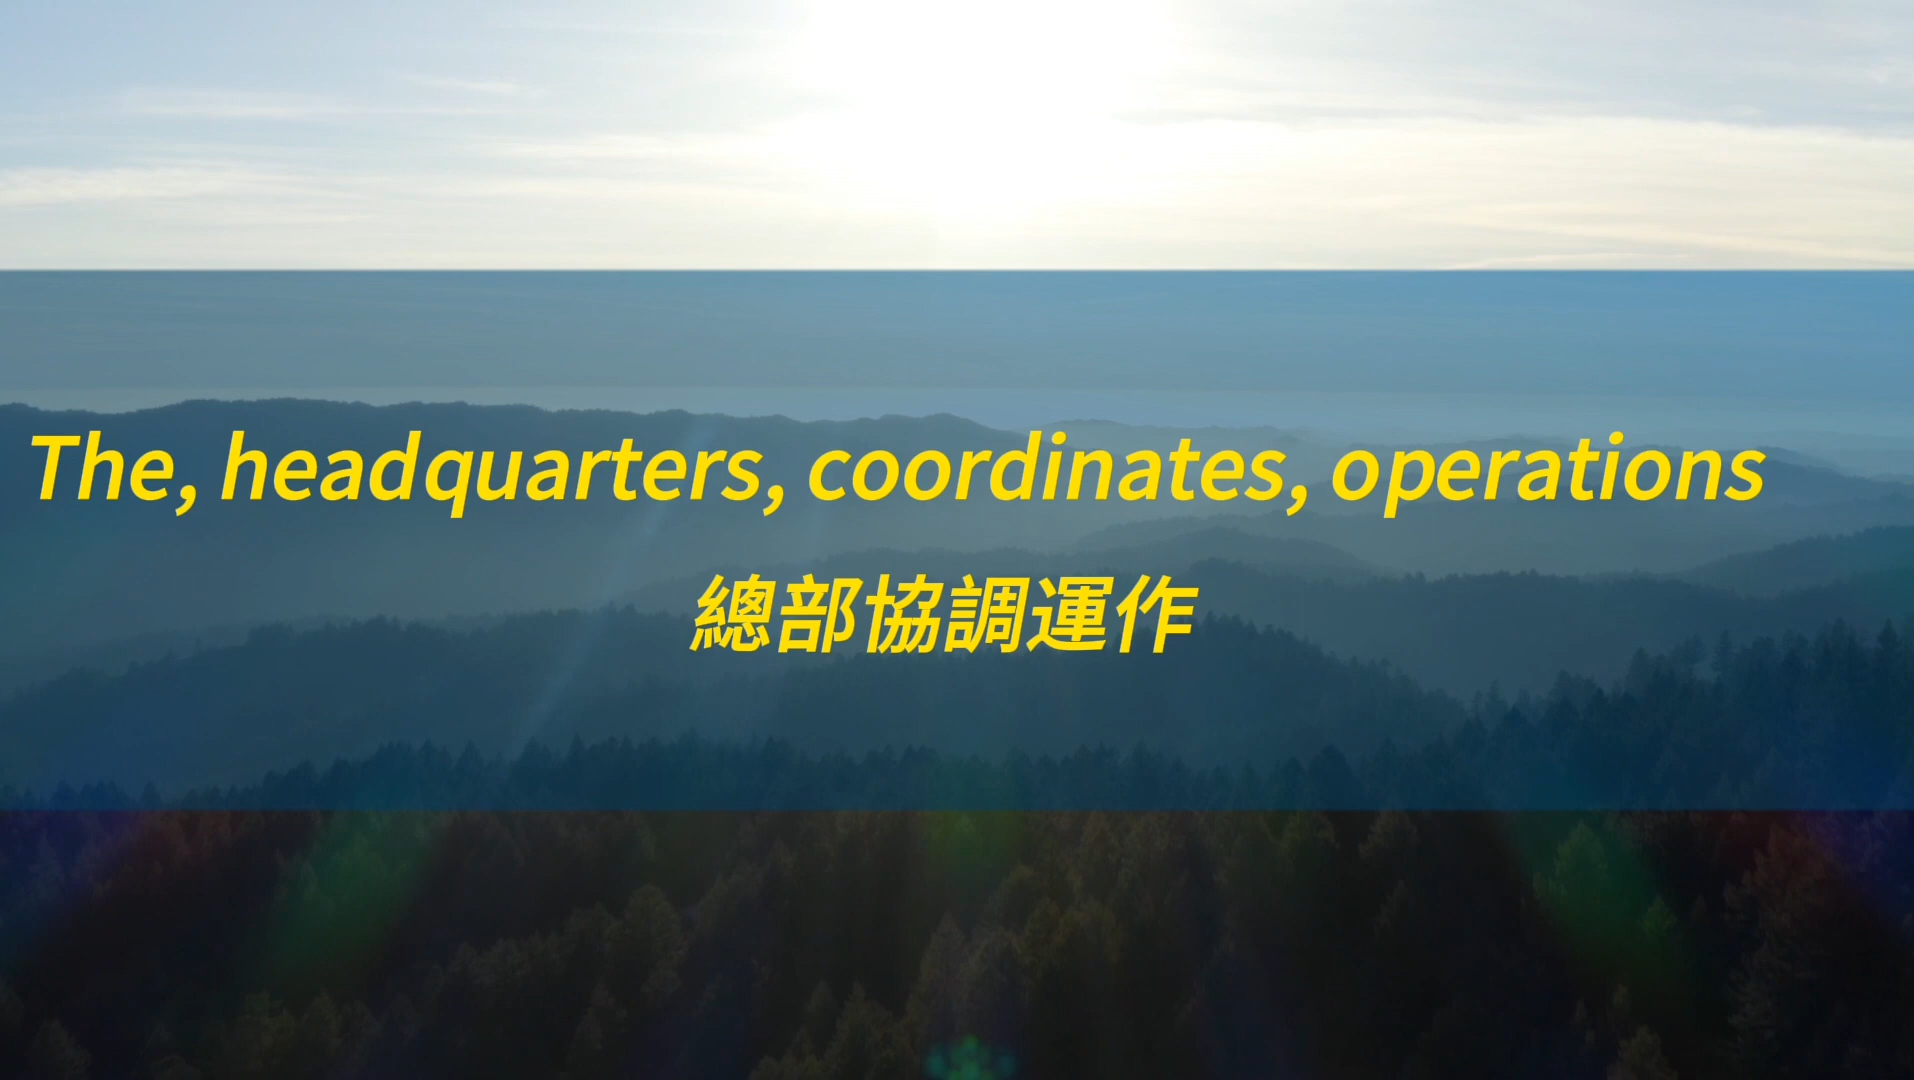 The, headquarters, coordinates, operations
總部協調運作